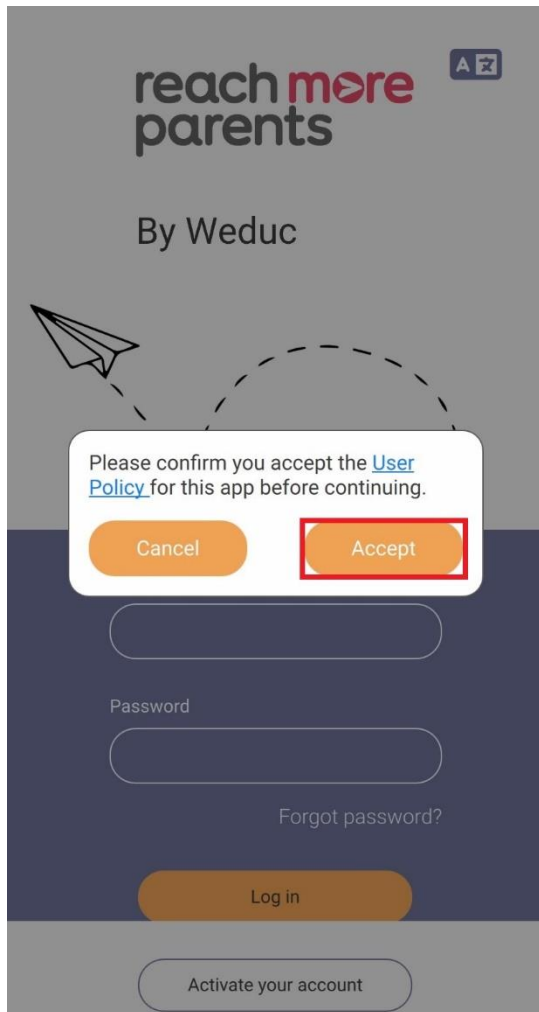 reach more
parents
A 文
By Weduc
Please confirm you accept the User
Policy for this app before continuing.
Cancel
Accept
Password
Forgot password?
Log in
Activate your account